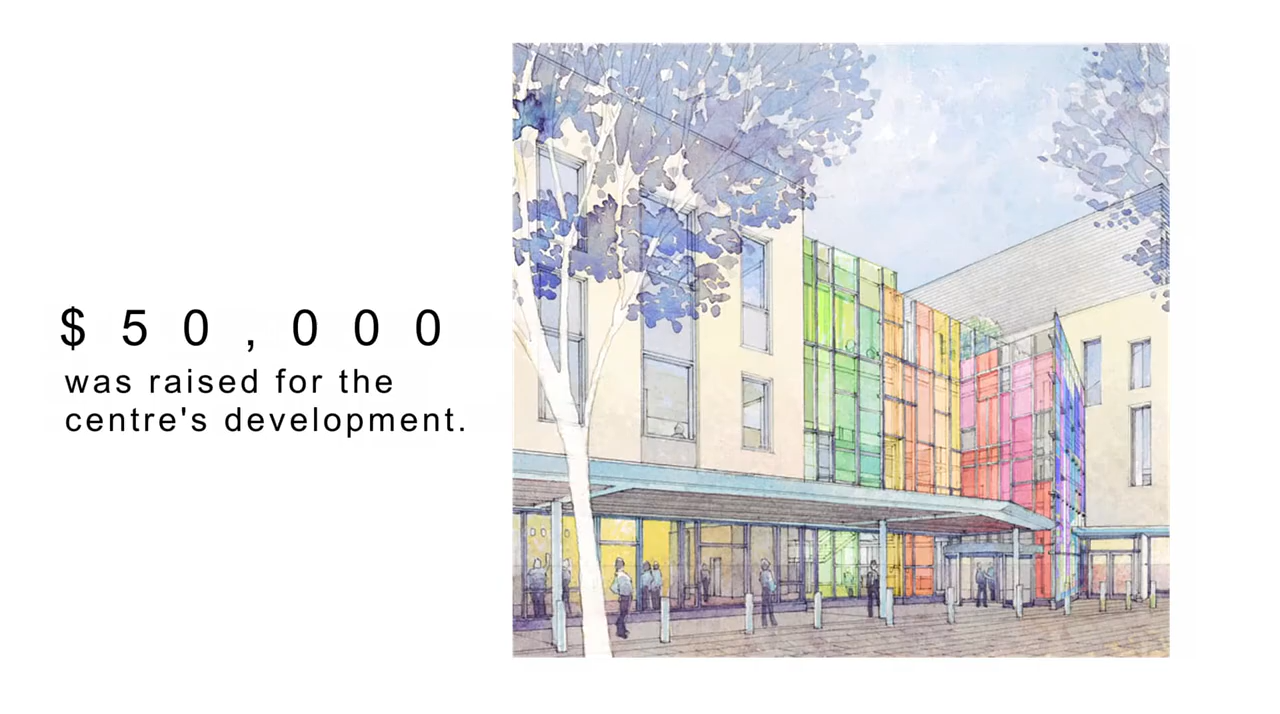 $50,000
was raised for the
centre's development.